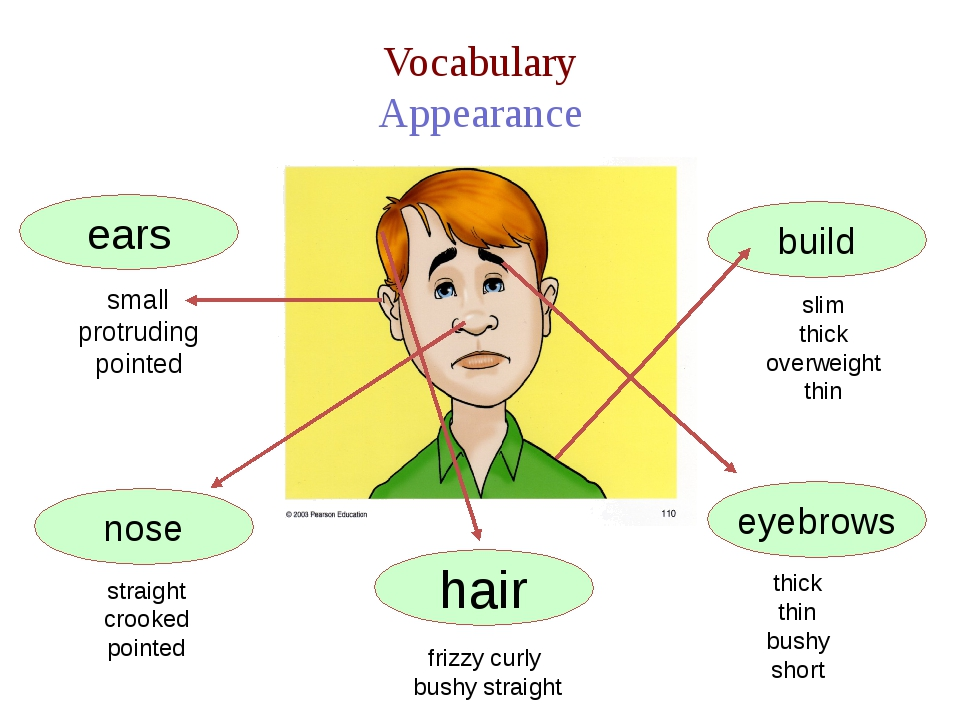 Vocabulary
Appearance
ears
small
protruding
pointed
build
slim
thick
overweight
thin
© 2003 Pearson Education
110
nose
straight
crooked
pointed
hair
frizzy curly
bushy straight
eyebrows
thick
thin
bushy
short